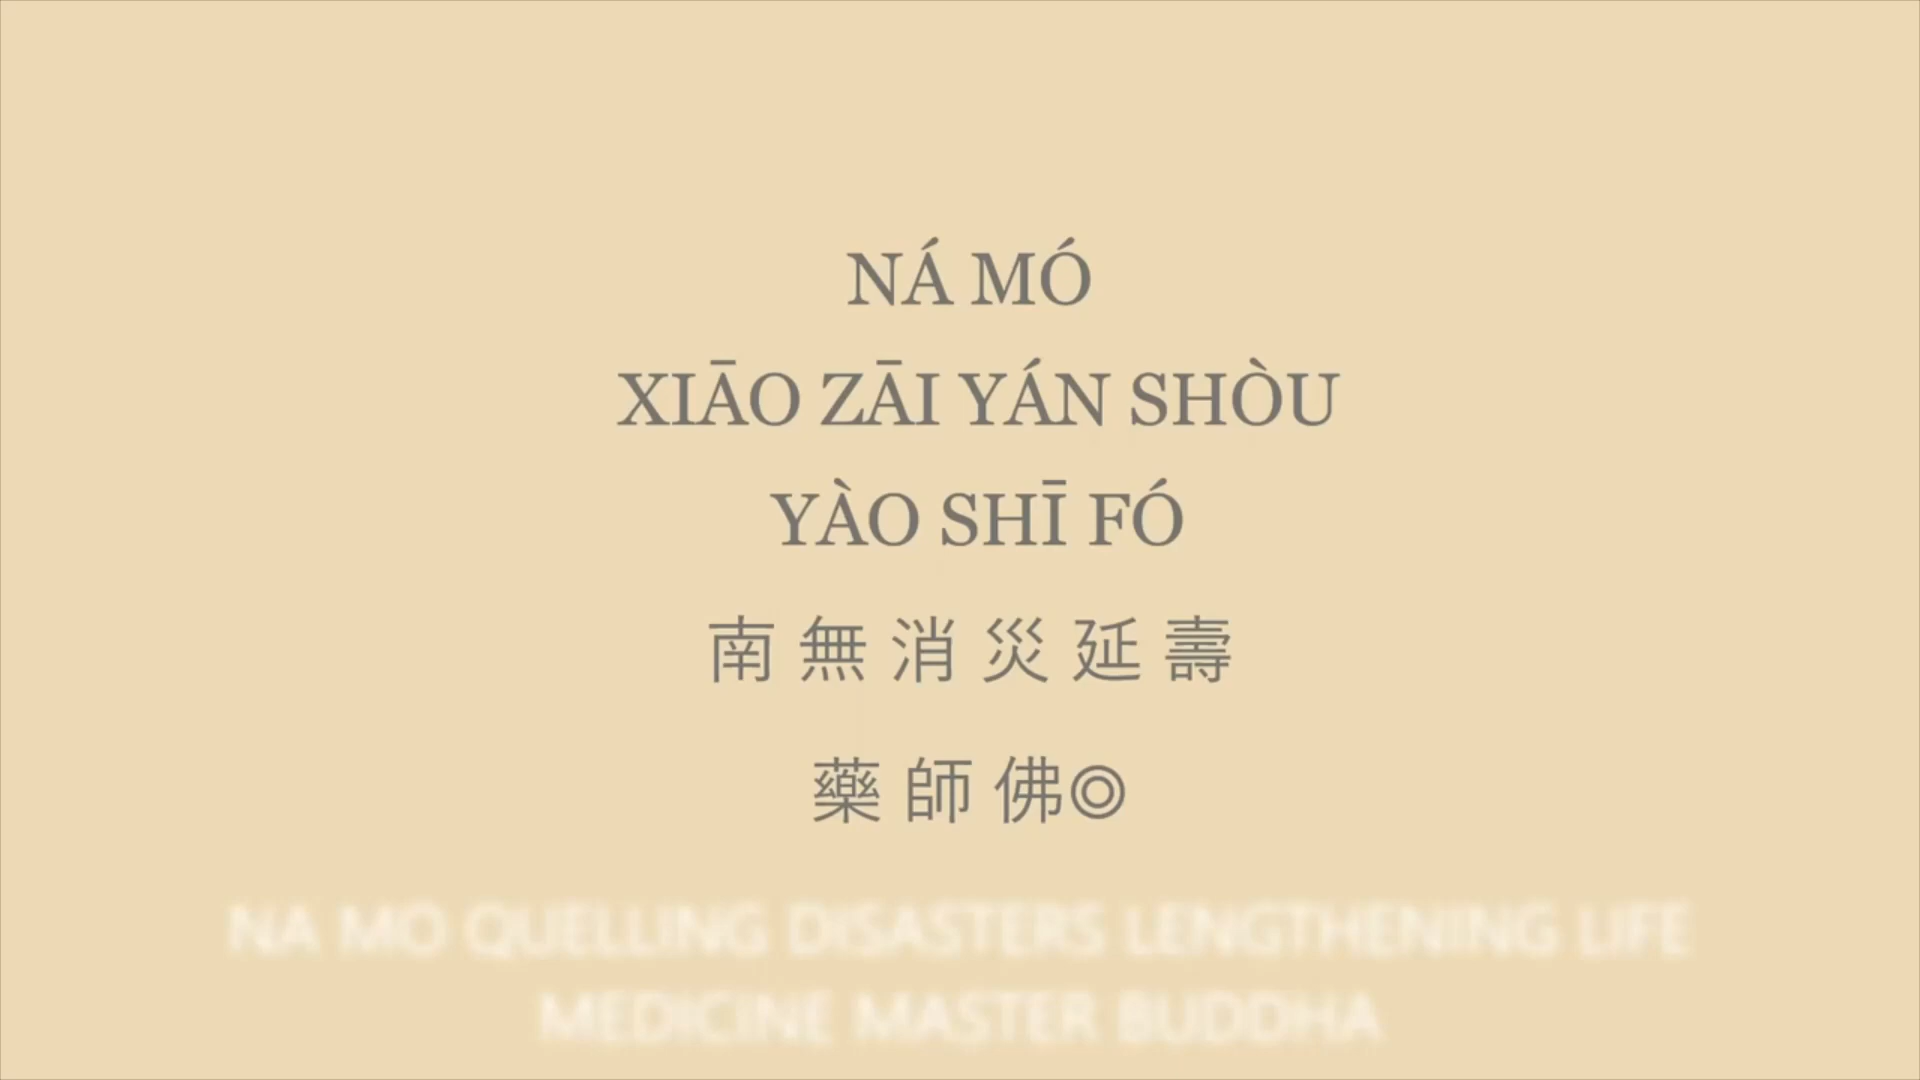 NÁ MÓ
XIĀO ZĀI YÁN SHÒU
YÀO SHĪ FÓ
南無消災延壽
藥師佛◎
NA MO QUELLING DISASTERS LENGTHENING LIFE
MEDICINE MASTER BUDDHA